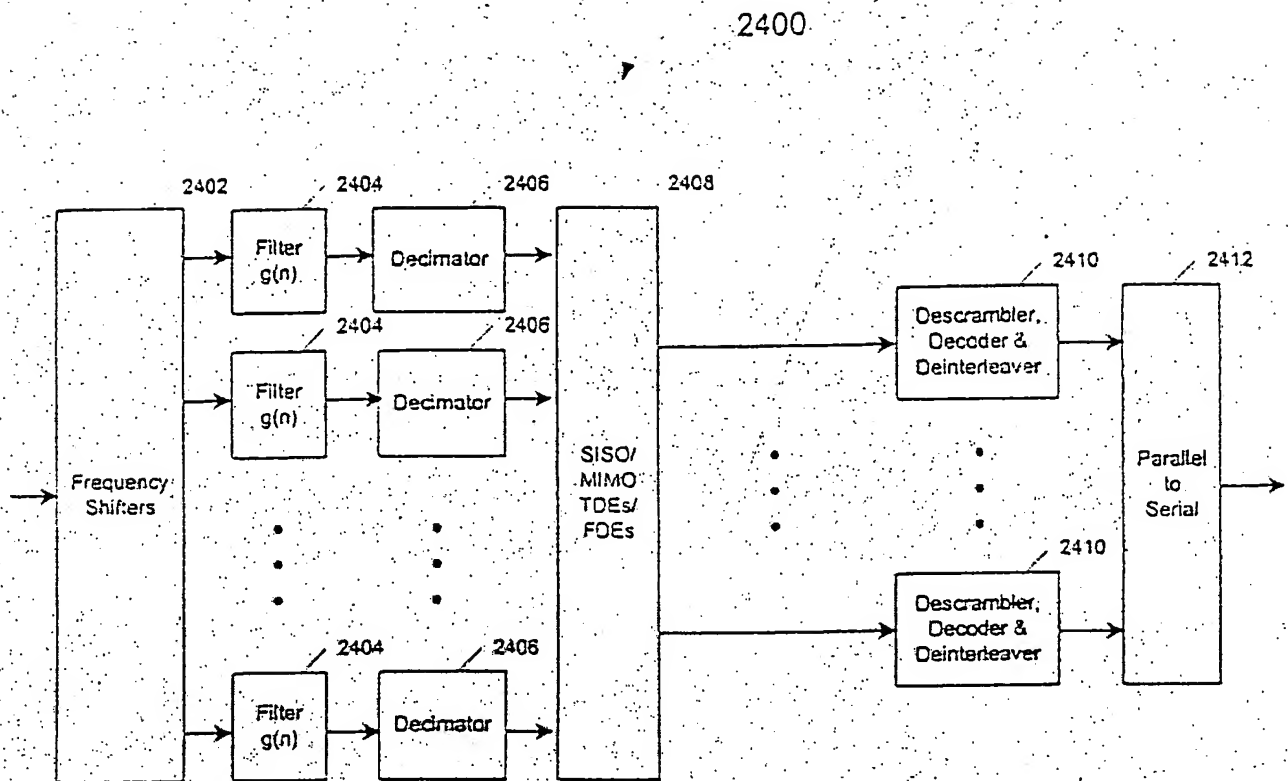 2400
2402
2404
2406
2408
Filter
g(n)
Decimator
2410
2412
2404
2406
Descrambler,
Decoder &
Deinterleaver
Filter
g(n)
Decimator
Frequency
Shifters
SISO/
MIMO
TDEs/
FDEs
Parallel
to
Serial
2410
Descrambler,
Decoder &
Deinterleaver
2404
2406
Filter
g(n)
Decimator